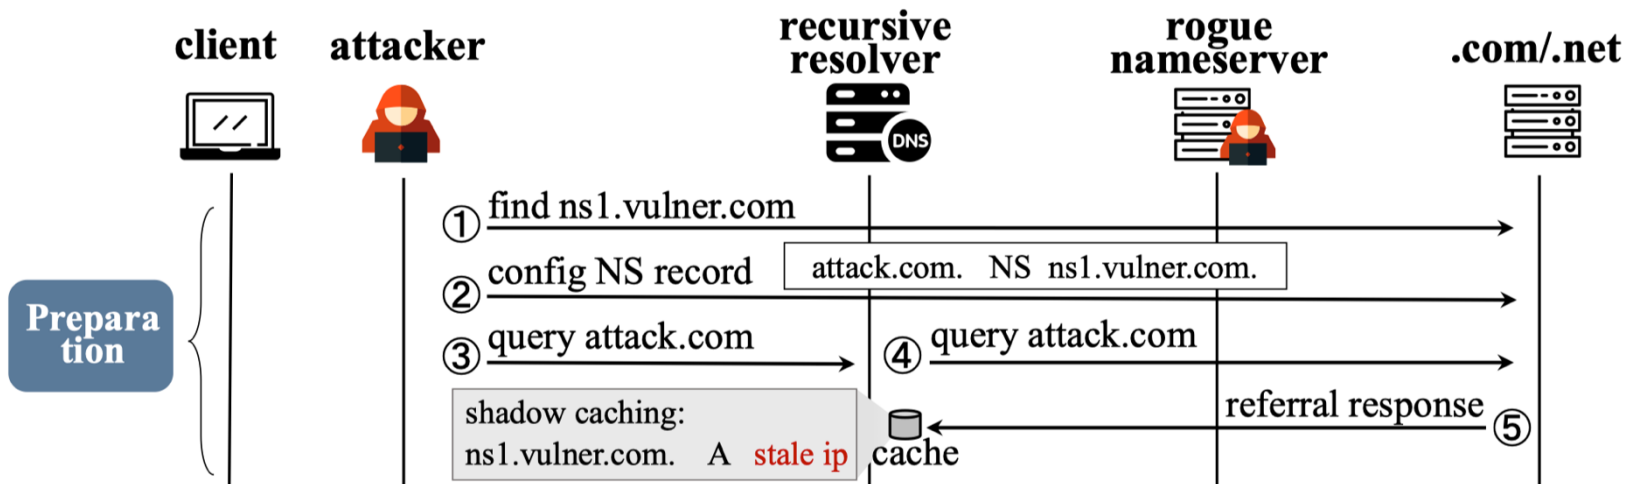 client
attacker
recursive
resolver
rogue
nameserver
.com/.net
DNS
① find ns1.vulner.com
attack.com. NS ns1.vulner.com.
② config NS record
③ query attack.com
④ query attack.com
Prepara
tion
referral response ⑤
shadow caching:
ns1.vulner.com. A stale ip
cache